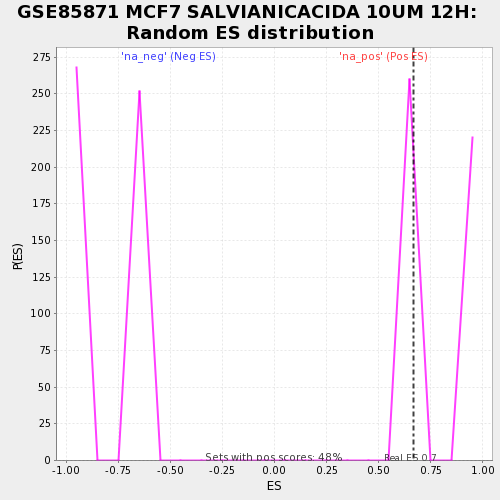 GSE85871 MCF7 SALVIANICACIDA 10UM 12H:
Random ES distribution
'na_neg' (Neg ES) 'na_pos' (Pos ES)
275
250
225
200
175
150
125
100
75
50
25
0
P(ES)
Sets with pos scores: 48% Real ES 0.7
-1.00 -0.75 -0.50 -0.25 0.00 0.25 0.50 0.75 1.00
ES